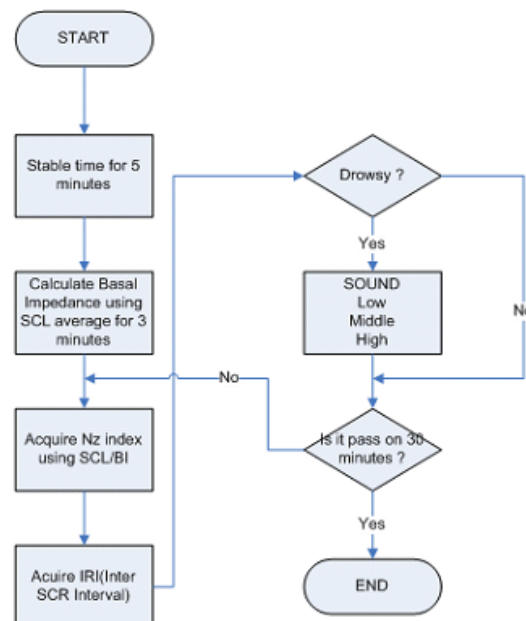 START
Stable time for 5
minutes
Calculate Basal
Impedance using
SCL average for 3
minutes
Acquire Nz index
using SCL/BI
Acuire IRI(Inter
SCR Interval)
Drowsy ?
Yes
No
SOUND
Low
Middle
High
No
Is it pass on 30
minutes ?
Yes
END